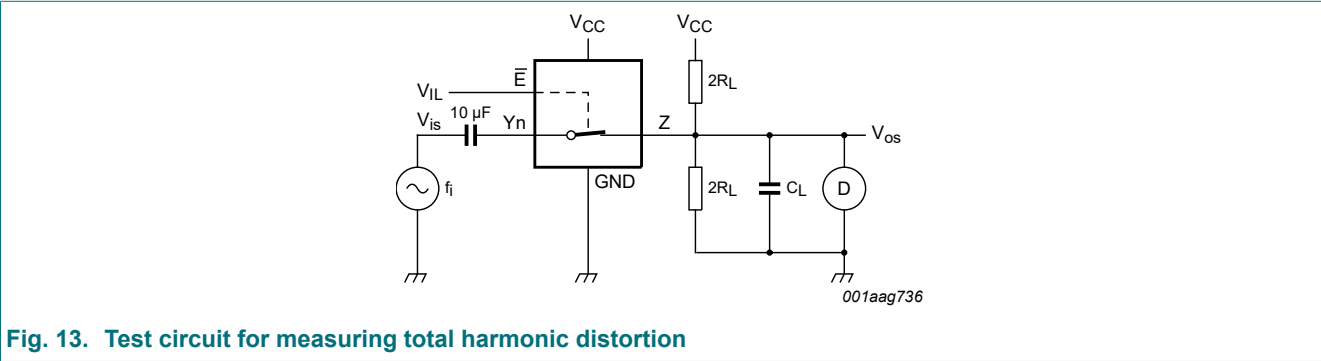 VCC
VCC
E̅
2RL
VIL
10 µF
Vis
Yn
Z
Vos
fi
GND
2RL
CL
D
001aag736
Fig. 13. Test circuit for measuring total harmonic distortion